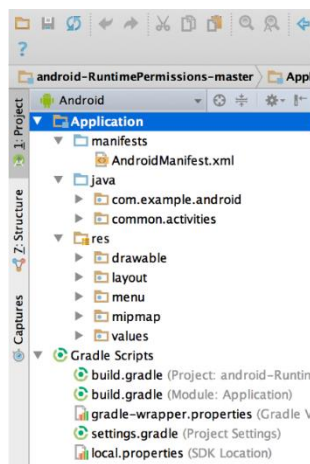 ?
android-RuntimePermissions-master
Android
Application
manifests
AndroidManifest.xml
java
com.example.android
common.activities
res
drawable
layout
menu
mipmap
values
Gradle Scripts
build.gradle (Project: android-Runtim
build.gradle (Module: Application)
gradle-wrapper.properties (Gradle V
settings.gradle (Project Settings)
local.properties (SDK Location)
1: Project
7: Structure
Captures